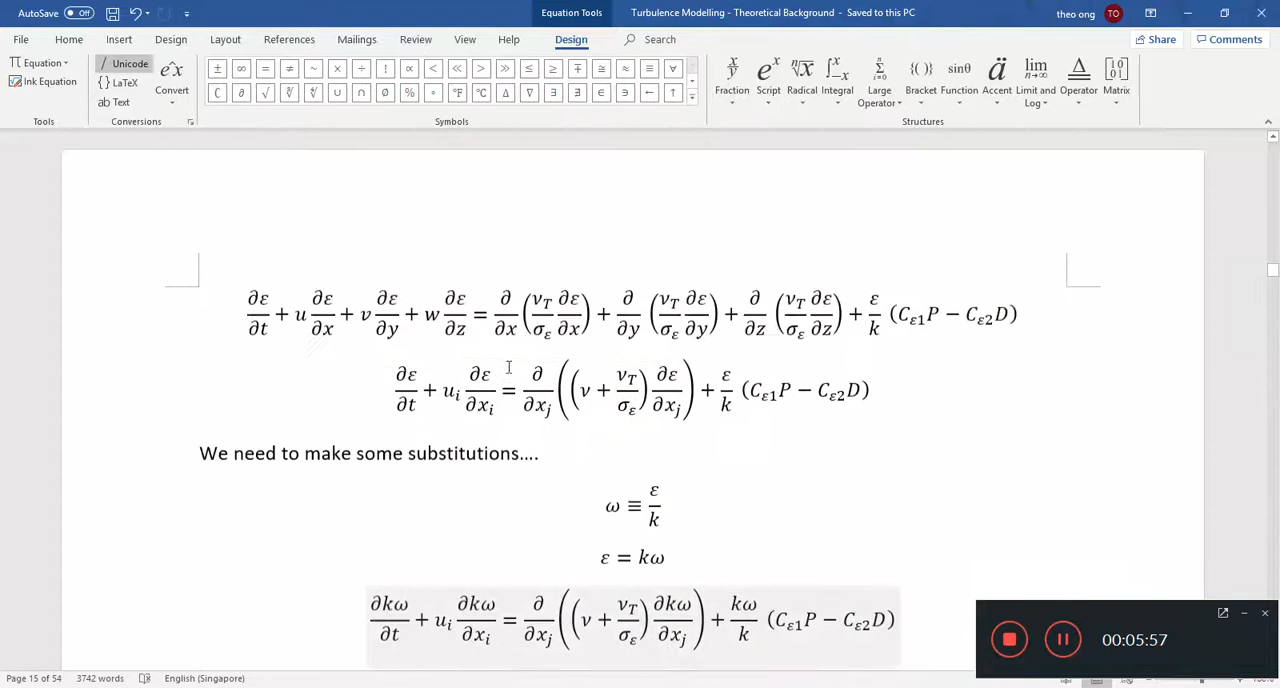 AutoSave Off Equation Tools Turbulence Modelling - Theoretical Background - Saved to this PC theo ong TO
File Home Insert Draw Design Layout References Mailings Review View Help Design Search Share Comments
Equation Unicode
Ink Equation LaTeX
Text Convert
Fraction Script Radical Integral Large Operator Bracket Function Accent Limit and Log Operator Matrix
± ∞ = ≠ ~ × ÷ ! ∝ < ≪ > ≫ ≤ ≥ ∓ ≅ ≈ ≡ ∀
∁ ∂ √ ∛ ∜ ∪ ∩ ∅ % ° °F °C ∆ ∇ ∃ ∄ ∈ ∋ ← ↑
Tools Conversions Symbols Structures
∂ε/∂t + u ∂ε/∂x + v ∂ε/∂y + w ∂ε/∂z = ∂/∂x (ν_T/σ_ε ∂ε/∂x) + ∂/∂y (ν_T/σ_ε ∂ε/∂y) + ∂/∂z (ν_T/σ_ε ∂ε/∂z) + ε/k (C_ε1 P − C_ε2 D)
∂ε/∂t + u_i ∂ε/∂x_i = ∂/∂x_j ((ν + ν_T/σ_ε) ∂ε/∂x_j) + ε/k (C_ε1 P − C_ε2 D)
We need to make some substitutions….
ω ≡ ε/k
ε = kω
∂kω/∂t + u_i ∂kω/∂x_i = ∂/∂x_j ((ν + ν_T/σ_ε) ∂kω/∂x_j) + kω/k (C_ε1 P − C_ε2 D)
00:05:57
Page 15 of 54 3742 words English (Singapore)